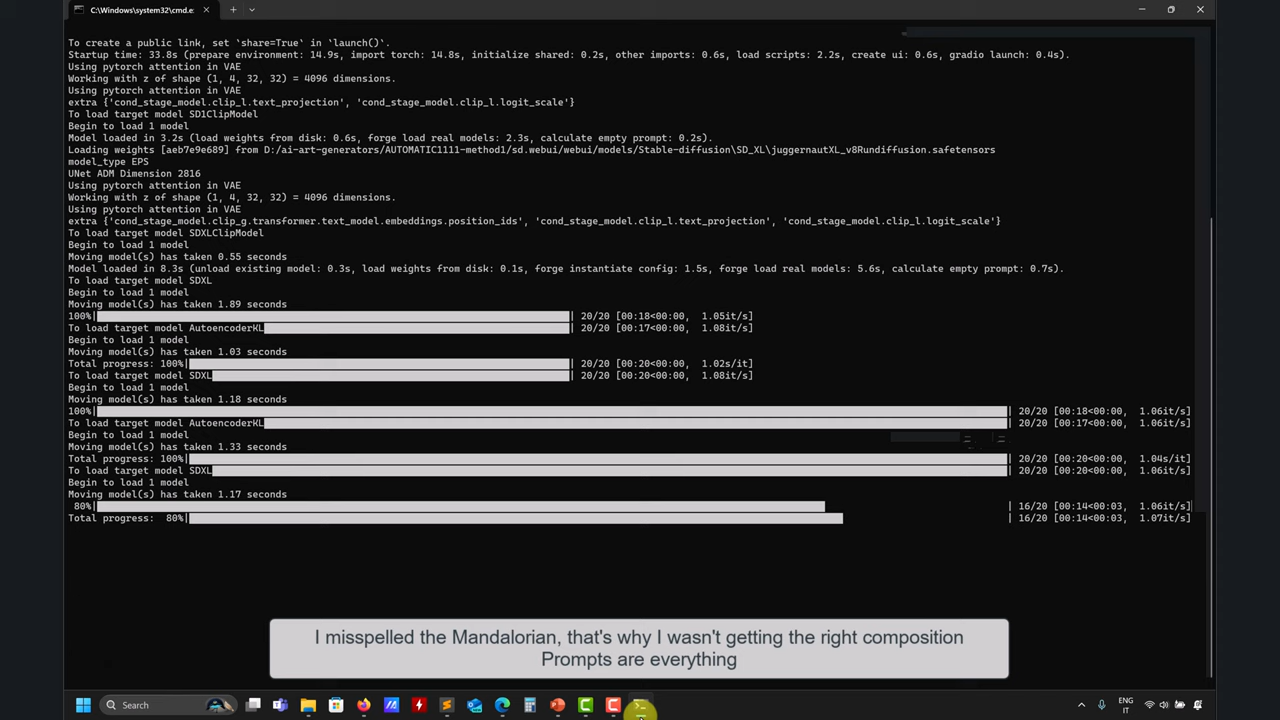 C:\Windows\system32\cmd.e:
To create a public link, set `share=True` in `launch()`.
Startup time: 33.8s (prepare environment: 14.9s, import torch: 14.8s, initialize shared: 0.2s, other imports: 0.6s, load scripts: 2.2s, create ui: 0.6s, gradio launch: 0.4s).
Using pytorch attention in VAE
Working with z of shape (1, 4, 32, 32) = 4096 dimensions.
Using pytorch attention in VAE
extra {'cond_stage_model.clip_l.text_projection', 'cond_stage_model.clip_l.logit_scale'}
To load target model SD1ClipModel
Begin to load 1 model
Model loaded in 3.2s (load weights from disk: 0.6s, forge load real models: 2.3s, calculate empty prompt: 0.2s).
Loading weights [aeb7e9e689] from D:/ai-art-generators/AUTOMATIC1111-method1/sd.webui/webui/models/Stable-diffusion\SD_XL\juggernautXL_v8Rundiffusion.safetensors
model_type EPS
UNet ADM Dimension 2816
Using pytorch attention in VAE
Working with z of shape (1, 4, 32, 32) = 4096 dimensions.
Using pytorch attention in VAE
extra {'cond_stage_model.clip_g.transformer.text_model.embeddings.position_ids', 'cond_stage_model.clip_l.text_projection', 'cond_stage_model.clip_l.logit_scale'}
To load target model SDXLClipModel
Begin to load 1 model
Moving model(s) has taken 0.55 seconds
Model loaded in 8.3s (unload existing model: 0.3s, load weights from disk: 0.1s, forge instantiate config: 1.5s, forge load real models: 5.6s, calculate empty prompt: 0.7s).
To load target model SDXL
Begin to load 1 model
Moving model(s) has taken 1.89 seconds
100%| | 20/20 [00:18<00:00, 1.05it/s]
To load target model AutoencoderKL | 20/20 [00:17<00:00, 1.08it/s]
Begin to load 1 model
Moving model(s) has taken 1.03 seconds
Total progress: 100%| | 20/20 [00:20<00:00, 1.02s/it]
To load target model SDXL | 20/20 [00:20<00:00, 1.08it/s]
Begin to load 1 model
Moving model(s) has taken 1.18 seconds
100%| | 20/20 [00:18<00:00, 1.06it/s]
To load target model AutoencoderKL | 20/20 [00:17<00:00, 1.06it/s]
Begin to load 1 model
Moving model(s) has taken 1.33 seconds
Total progress: 100%| | 20/20 [00:20<00:00, 1.04s/it]
To load target model SDXL | 20/20 [00:20<00:00, 1.06it/s]
Begin to load 1 model
Moving model(s) has taken 1.17 seconds
80%| | 16/20 [00:14<00:03, 1.06it/s]
Total progress: 80%| | 16/20 [00:14<00:03, 1.07it/s]
I misspelled the Mandalorian, that's why I wasn't getting the right composition
Prompts are everything
Search
ENG
IT